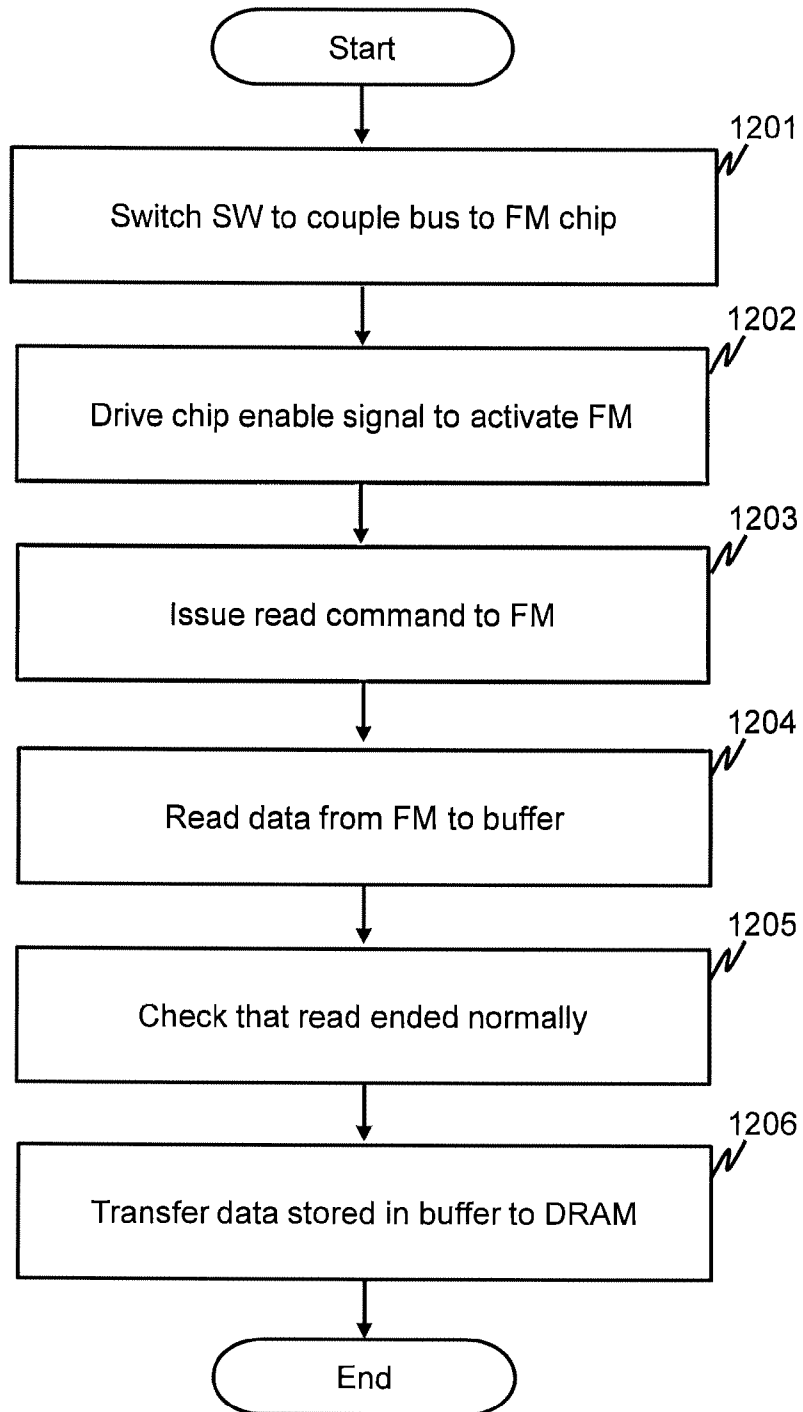 Start
1201
Switch SW to couple bus to FM chip
1202
Drive chip enable signal to activate FM
1203
Issue read command to FM
1204
Read data from FM to buffer
1205
Check that read ended normally
1206
Transfer data stored in buffer to DRAM
End